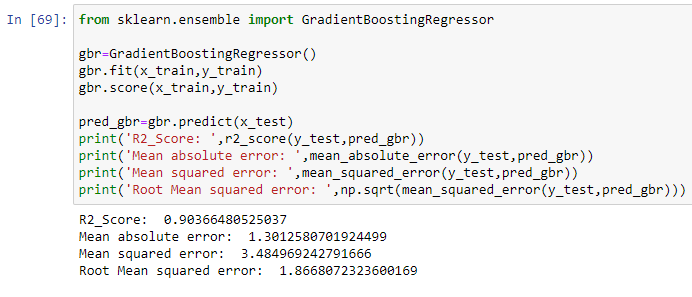 In [69]: from sklearn.ensemble import GradientBoostingRegressor
gbr=GradientBoostingRegressor()
gbr.fit(x_train,y_train)
gbr.score(x_train,y_train)
pred_gbr=gbr.predict(x_test)
print('R2_Score: ',r2_score(y_test,pred_gbr))
print('Mean absolute error: ',mean_absolute_error(y_test,pred_gbr))
print('Mean squared error: ',mean_squared_error(y_test,pred_gbr))
print('Root Mean squared error: ',np.sqrt(mean_squared_error(y_test,pred_gbr)))
R2_Score:  0.90366480525037
Mean absolute error:  1.3012580701924499
Mean squared error:  3.484969242791666
Root Mean squared error:  1.8668072323600169